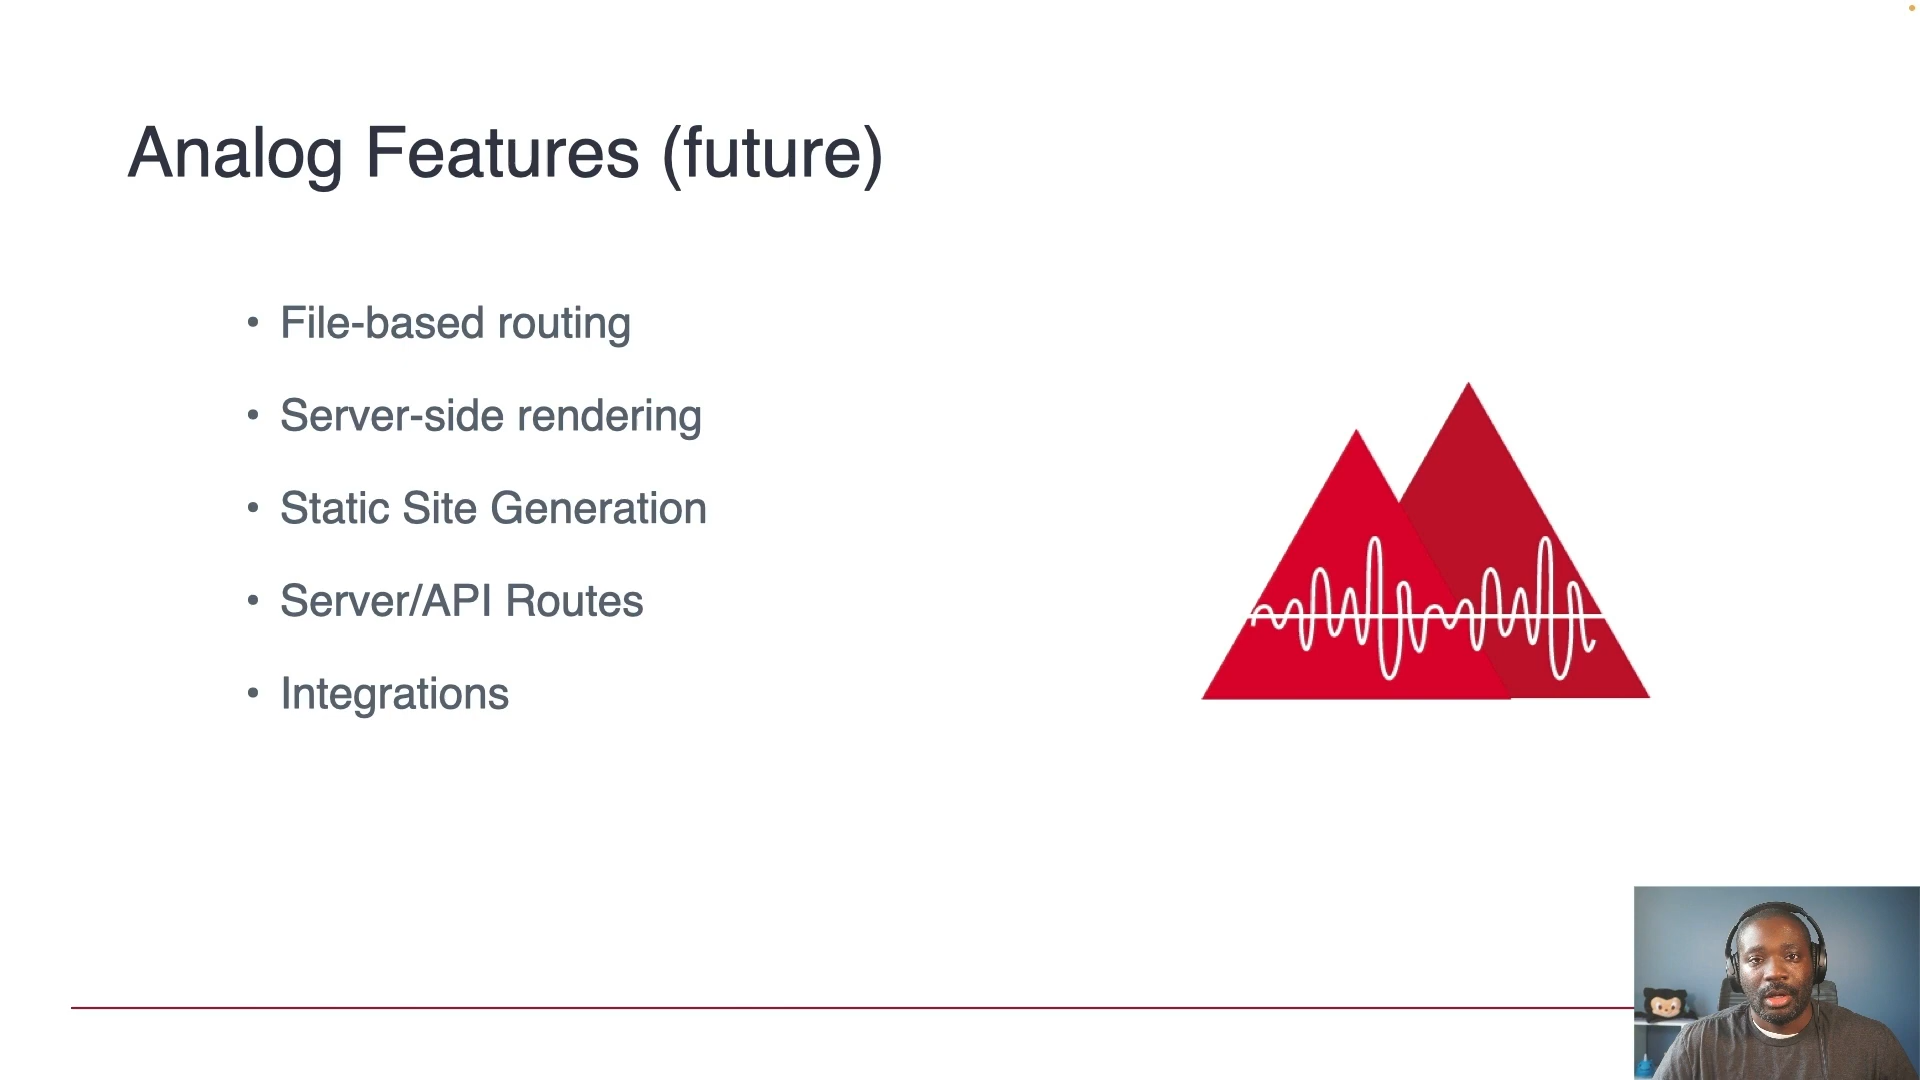 Analog Features (future)
• File-based routing
• Server-side rendering
• Static Site Generation
• Server/API Routes
• Integrations